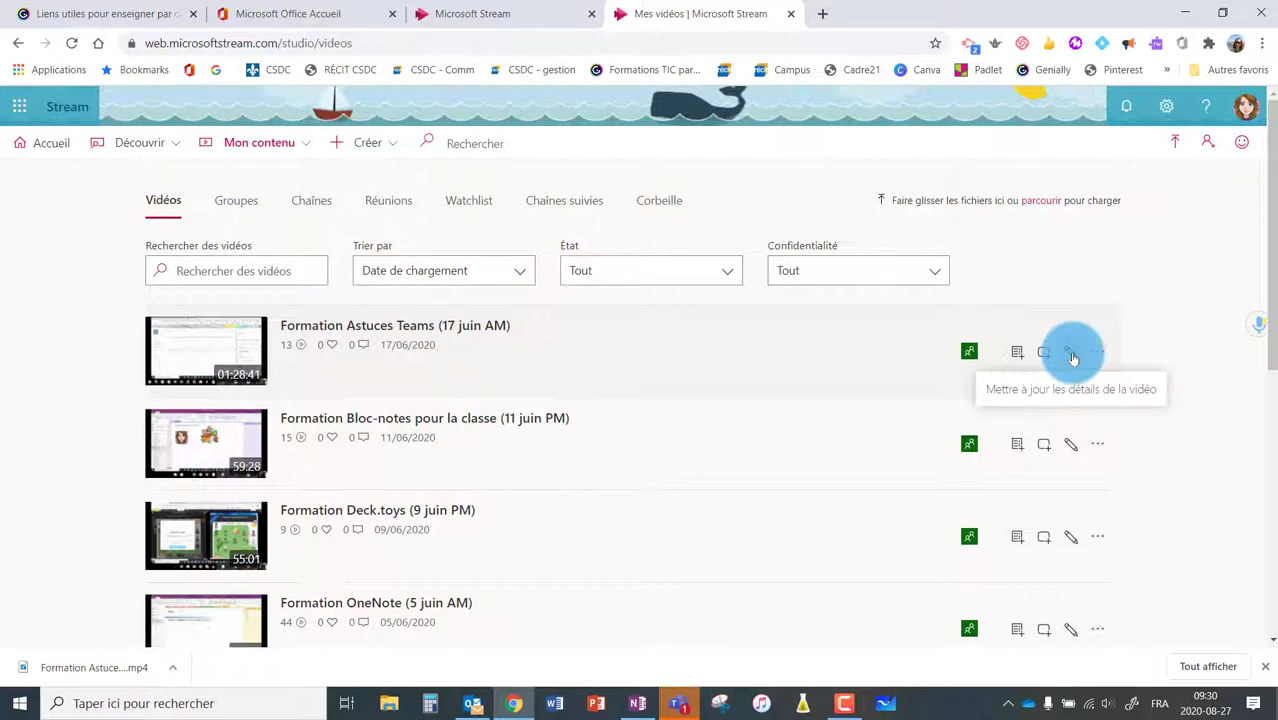 Liens utiles pour enseigner par
Microsoft Office Accueil
Microsoft Stream
Mes vidéos | Microsoft Stream
web.microsoftstream.com/studio/videos
Applications
Bookmarks
CSDC
RÉCIT CSDC
CSDC - Comm
CSDC - gestion
Formations TIC par...
Campus
Cadre21
Canva
Padlet
Genially
Pinterest
»
Autres favoris
Stream
Accueil
Découvrir
Mon contenu
Créer
Rechercher
Vidéos
Groupes
Chaînes
Réunions
Watchlist
Chaînes suivies
Corbeille
Faire glisser les fichiers ici ou parcourir pour charger
Rechercher des vidéos
Trier par
État
Confidentialité
Rechercher des vidéos
Date de chargement
Tout
Tout
Formation Astuces Teams (17 juin AM)
13 0 0 17/06/2020
01:28:41
Mettre à jour les détails de la vidéo
Formation Bloc-notes pour la classe (11 juin PM)
15 0 0 11/06/2020
59:28
Formation Deck.toys (9 juin PM)
9 0 0 09/06/2020
55:01
Formation OneNote (5 juin AM)
44 0 0 05/06/2020
Formation Astuce....mp4
Tout afficher
Taper ici pour rechercher
FRA
09:30
2020-08-27